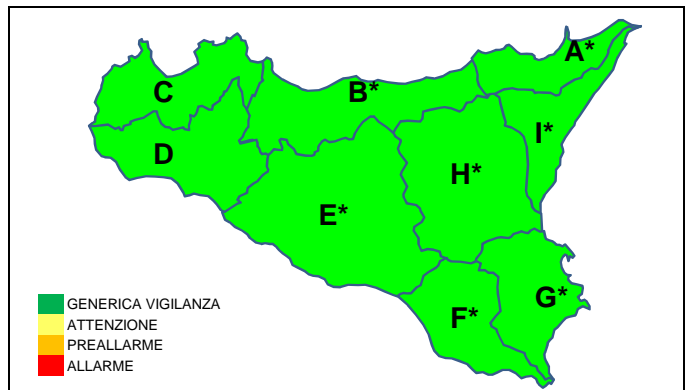 A*
C
B*
I*
D
H*
E*
G*
F*
GENERICA VIGILANZA
ATTENZIONE
PREALLARME
ALLARME